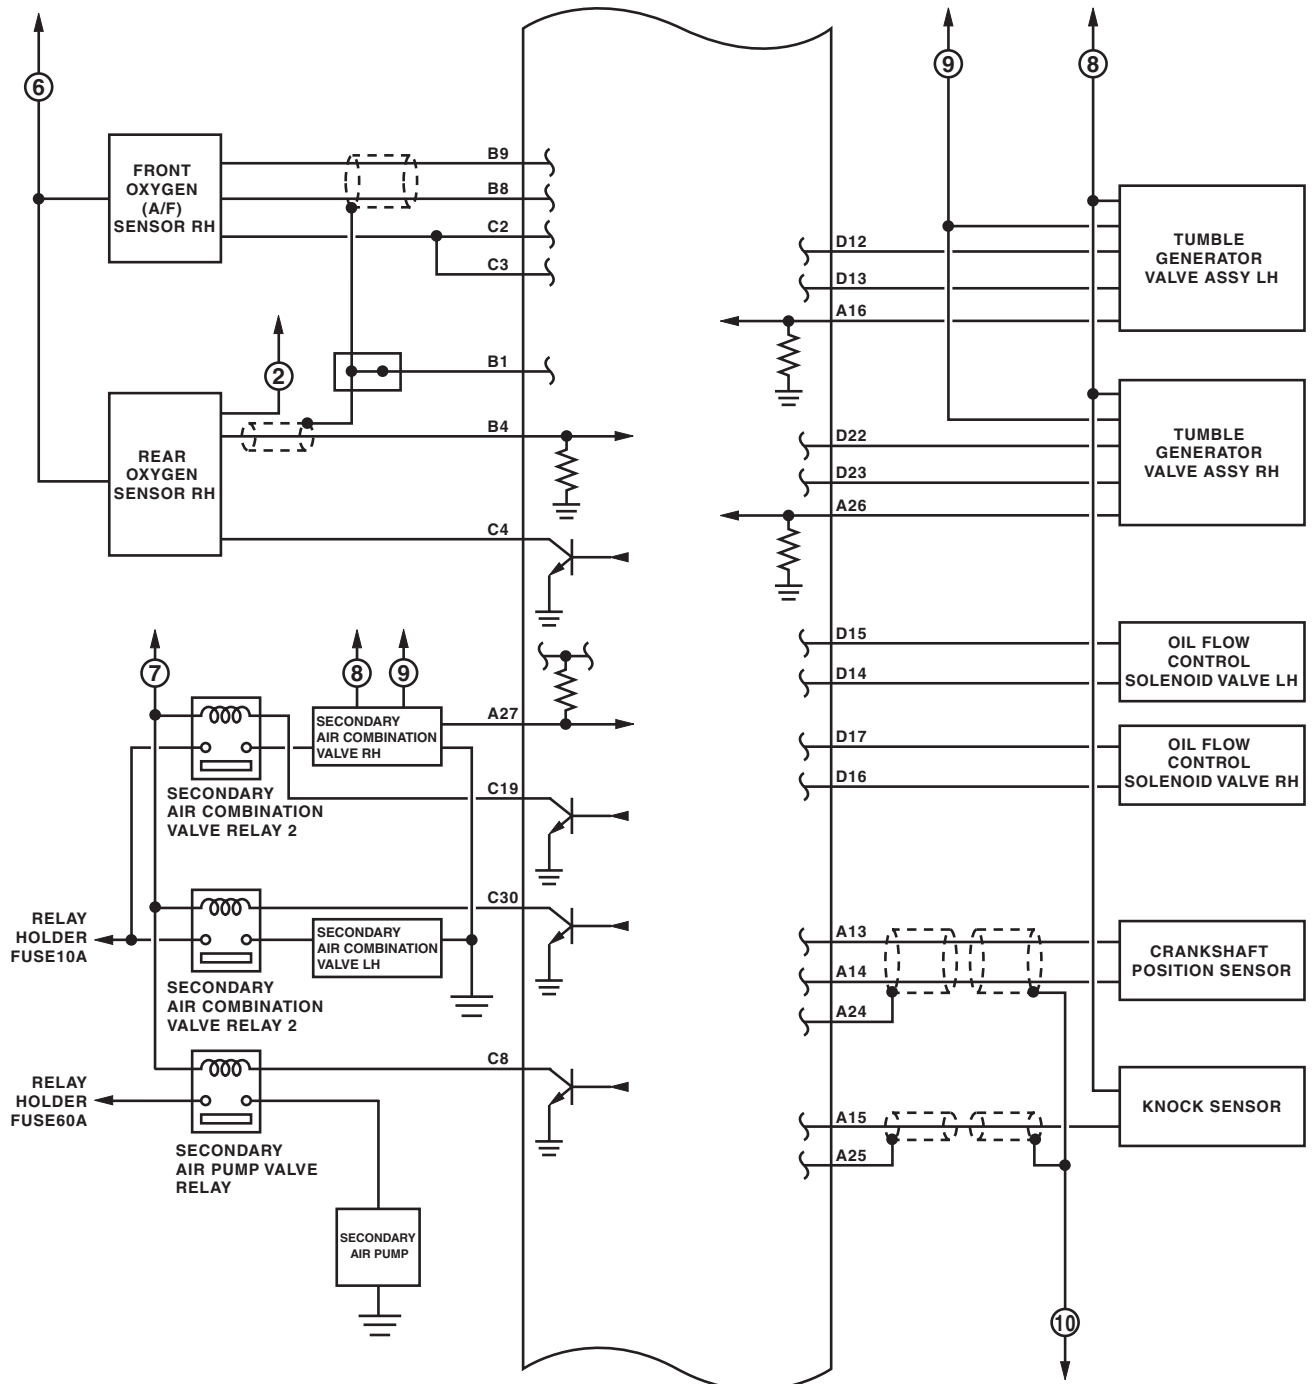 6
FRONT
OXYGEN
(A/F)
SENSOR RH
B9
B8
C2
C3
2
B1
REAR
OXYGEN
SENSOR RH
B4
C4
7
8
9
SECONDARY
AIR COMBINATION
VALVE RH
A27
SECONDARY
AIR COMBINATION
VALVE RELAY 2
C19
RELAY
HOLDER
FUSE10A
SECONDARY
AIR COMBINATION
VALVE LH
C30
SECONDARY
AIR COMBINATION
VALVE RELAY 2
RELAY
HOLDER
FUSE60A
C8
SECONDARY
AIR PUMP VALVE
RELAY
SECONDARY
AIR PUMP
9
8
D12
D13
A16
TUMBLE
GENERATOR
VALVE ASSY LH
D22
D23
A26
TUMBLE
GENERATOR
VALVE ASSY RH
D15
D14
OIL FLOW
CONTROL
SOLENOID VALVE LH
D17
D16
OIL FLOW
CONTROL
SOLENOID VALVE RH
A13
A14
A24
CRANKSHAFT
POSITION SENSOR
A15
A25
KNOCK SENSOR
10